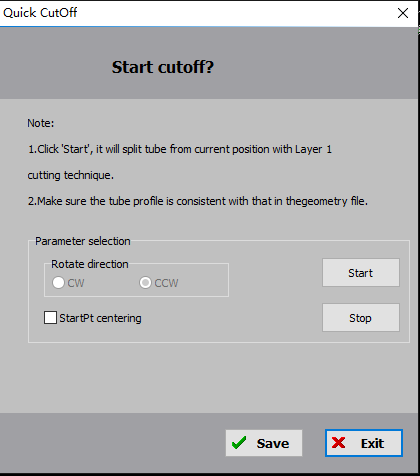 Quick CutOff
Start cutoff?
Note:
1.Click 'Start', it will split tube from current position with Layer 1
cutting technique.
2.Make sure the tube profile is consistent with that in thegeometry file.
Parameter selection
Rotate direction
CW CCW
Start
StartPt centering
Stop
Save Exit